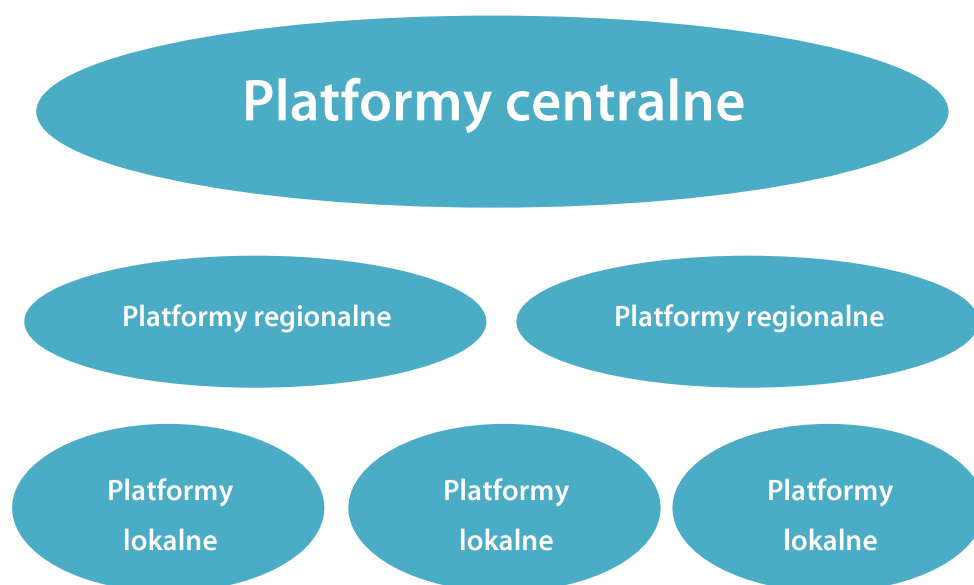 Platformy centralne
Platformy regionalne
Platformy regionalne
Platformy
lokalne
Platformy
lokalne
Platformy
lokalne